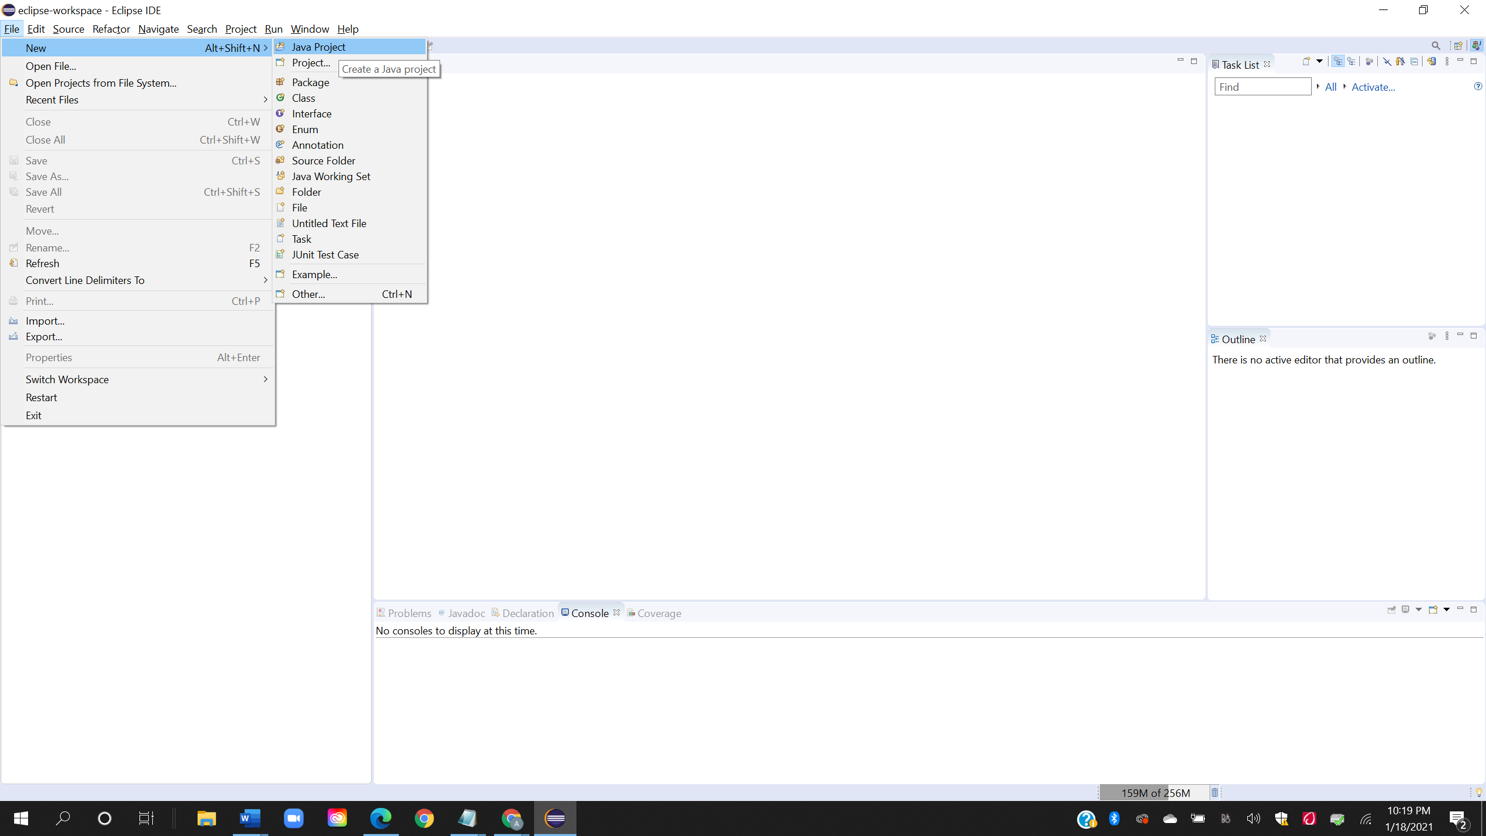 eclipse-workspace - Eclipse IDE
File Edit Source Refactor Navigate Search Project Run Window Help
New Alt+Shift+N
Open File...
Open Projects from File System...
Recent Files
Close Ctrl+W
Close All Ctrl+Shift+W
Save Ctrl+S
Save As...
Save All Ctrl+Shift+S
Revert
Move...
Rename... F2
Refresh F5
Convert Line Delimiters To
Print... Ctrl+P
Import...
Export...
Properties Alt+Enter
Switch Workspace
Restart
Exit
Java Project
Project...
Create a Java project
Package
Class
Interface
Enum
Annotation
Source Folder
Java Working Set
Folder
File
Untitled Text File
Task
JUnit Test Case
Example...
Other... Ctrl+N
Task List
Find All Activate...
Outline
There is no active editor that provides an outline.
Problems Javadoc Declaration Console Coverage
No consoles to display at this time.
159M of 256M
10:19 PM
1/18/2021
2